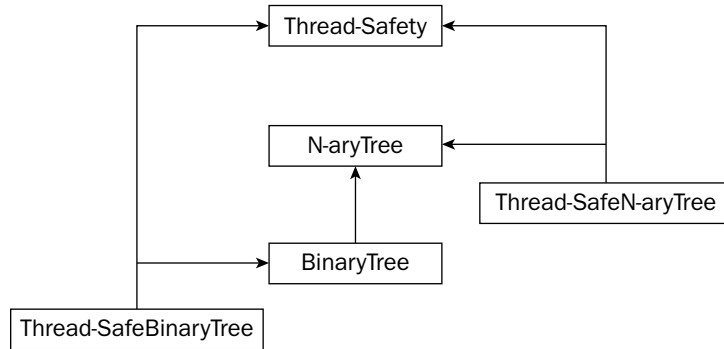 Thread-Safety
N-aryTree
Thread-SafeN-aryTree
BinaryTree
Thread-SafeBinaryTree